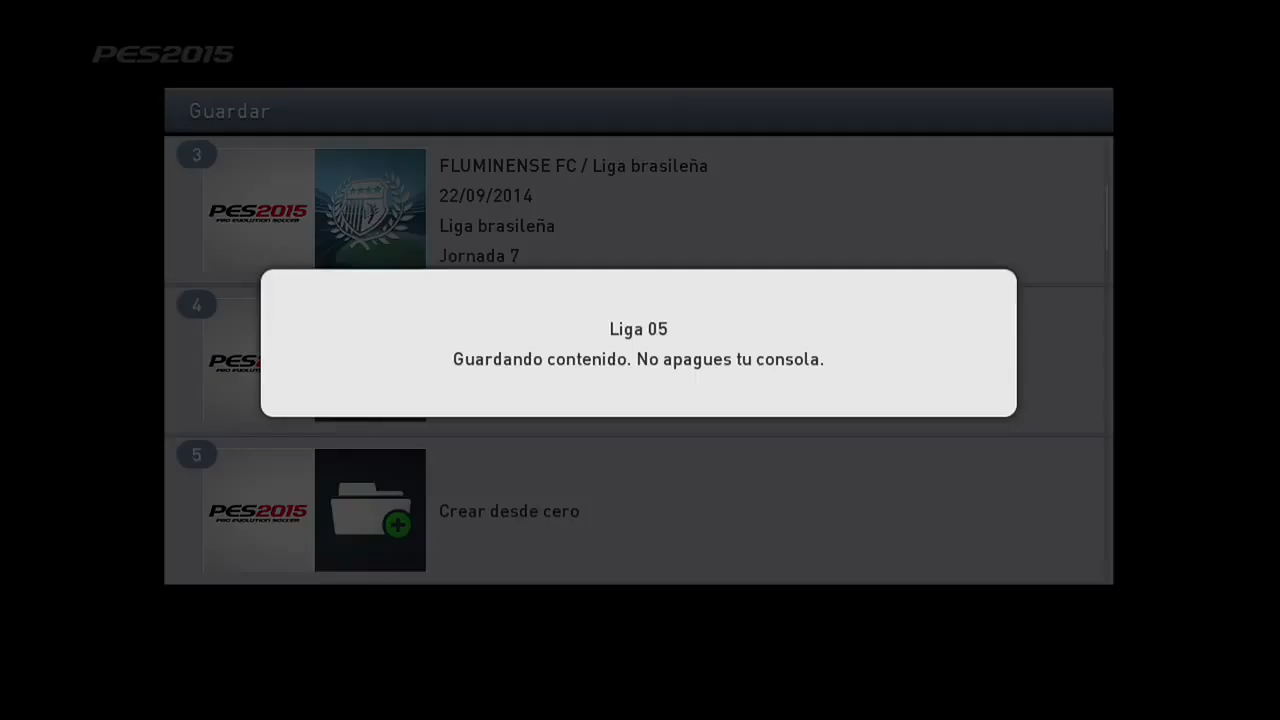 PES2015
Guardar
3
PES2015
PRO EVOLUTION SOCCER
FLUMINENSE FC / Liga brasileña
22/09/2014
Liga brasileña
Jornada 7
4
Liga 05
Guardando contenido. No apagues tu consola.
5
PES2015
PRO EVOLUTION SOCCER
Crear desde cero